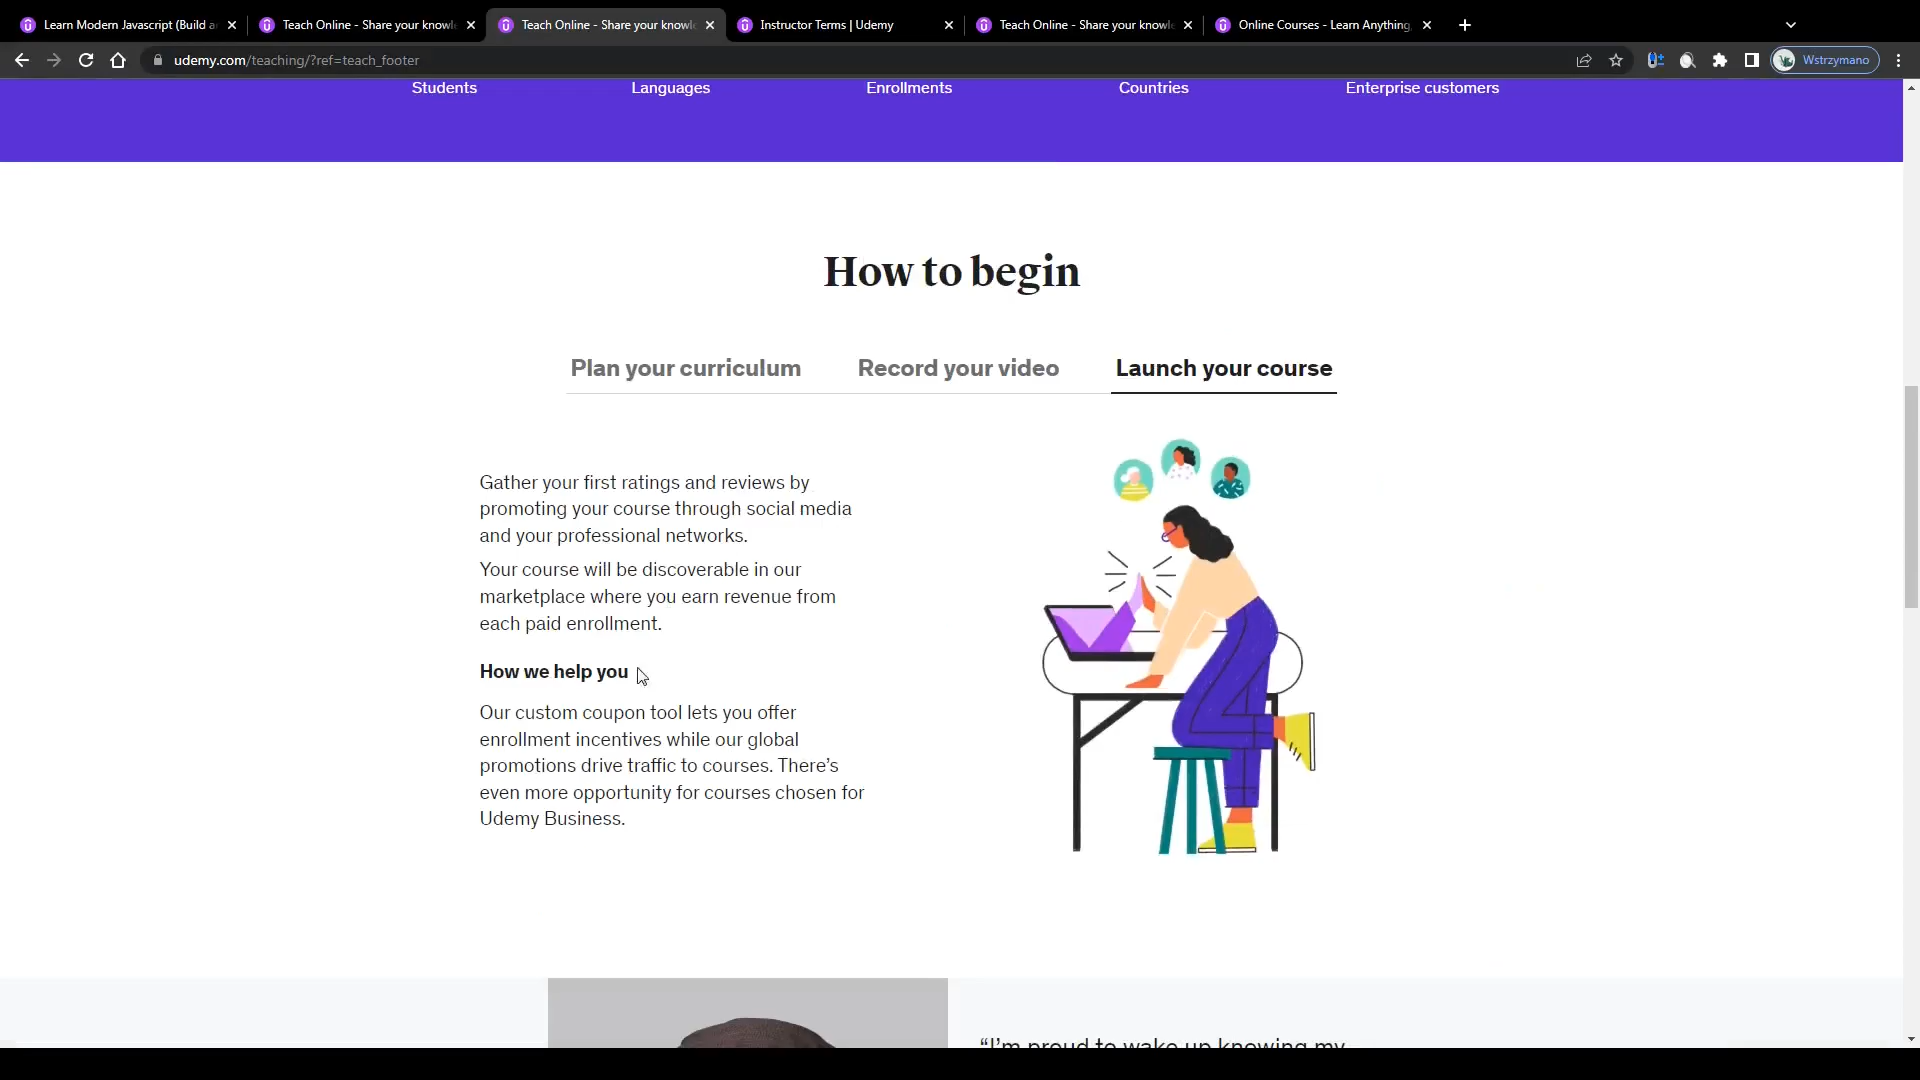 Learn Modern Javascript (Build a
Teach Online - Share your knowl
Teach Online - Share your knowl
Instructor Terms | Udemy
Teach Online - Share your knowl
Online Courses - Learn Anything,
udemy.com/teaching/?ref=teach_footer
Wstrzymano
Students
Languages
Enrollments
Countries
Enterprise customers
How to begin
Plan your curriculum
Record your video
Launch your course
Gather your first ratings and reviews by
promoting your course through social media
and your professional networks.
Your course will be discoverable in our
marketplace where you earn revenue from
each paid enrollment.
How we help you
Our custom coupon tool lets you offer
enrollment incentives while our global
promotions drive traffic to courses. There’s
even more opportunity for courses chosen for
Udemy Business.
“I’m proud to wake up knowing my